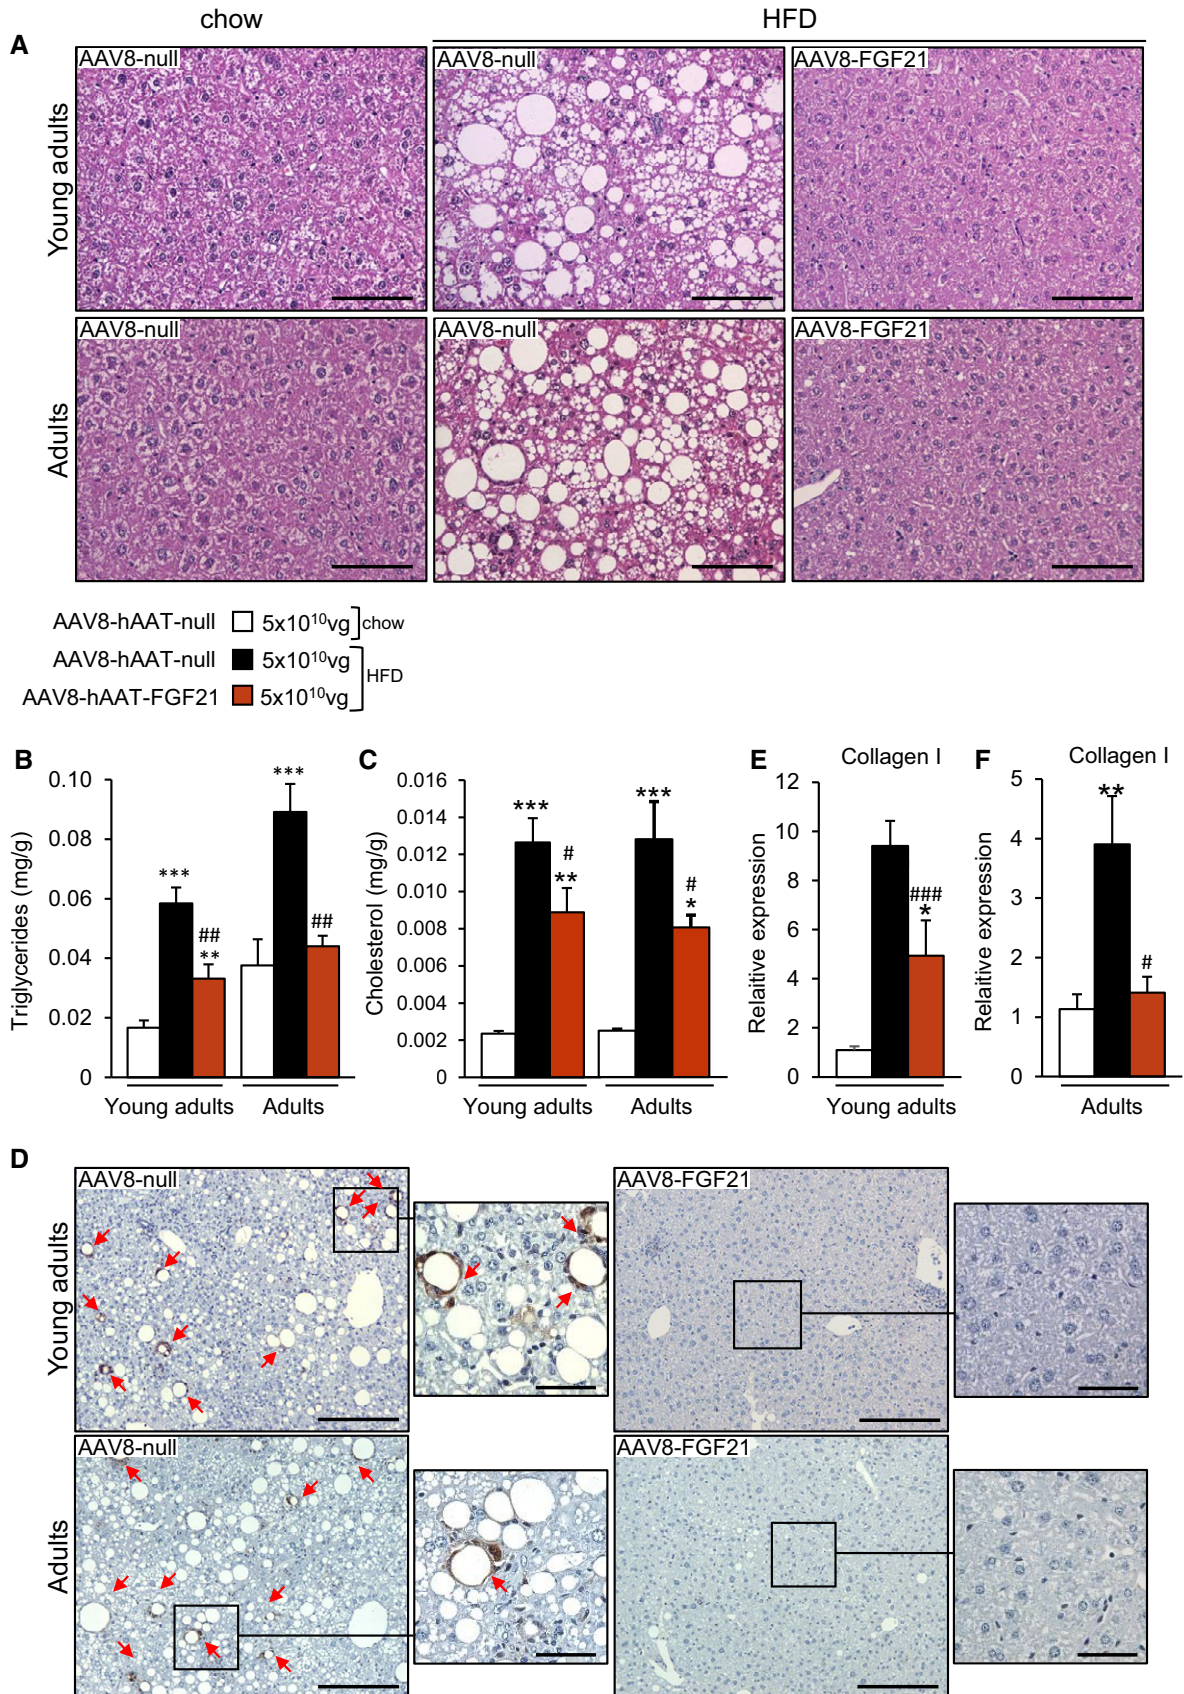 chow HFD
A
AAV8-null AAV8-null AAV8-FGF21
Young adults
AAV8-null AAV8-null AAV8-FGF21
Adults
AAV8-hAAT-null 5x10¹⁰vg chow
AAV8-hAAT-null 5x10¹⁰vg
HFD
AAV8-hAAT-FGF21 5x10¹⁰vg
B
Triglycerides (mg/g)
0.10
0.08
0.06
0.04
0.02
0
***
##
**
***
##
Young adults Adults
C
Cholesterol (mg/g)
0.016
0.014
0.012
0.010
0.008
0.006
0.004
0.002
0
***
#
**
***
#
*
Young adults Adults
E Collagen I
Relaitive expression
12
10
8
6
4
2
0
###
*
Young adults
F Collagen I
Relaitive expression
5
4
3
2
1
0
**
#
Adults
D
AAV8-null AAV8-FGF21
Young adults
AAV8-null AAV8-FGF21
Adults